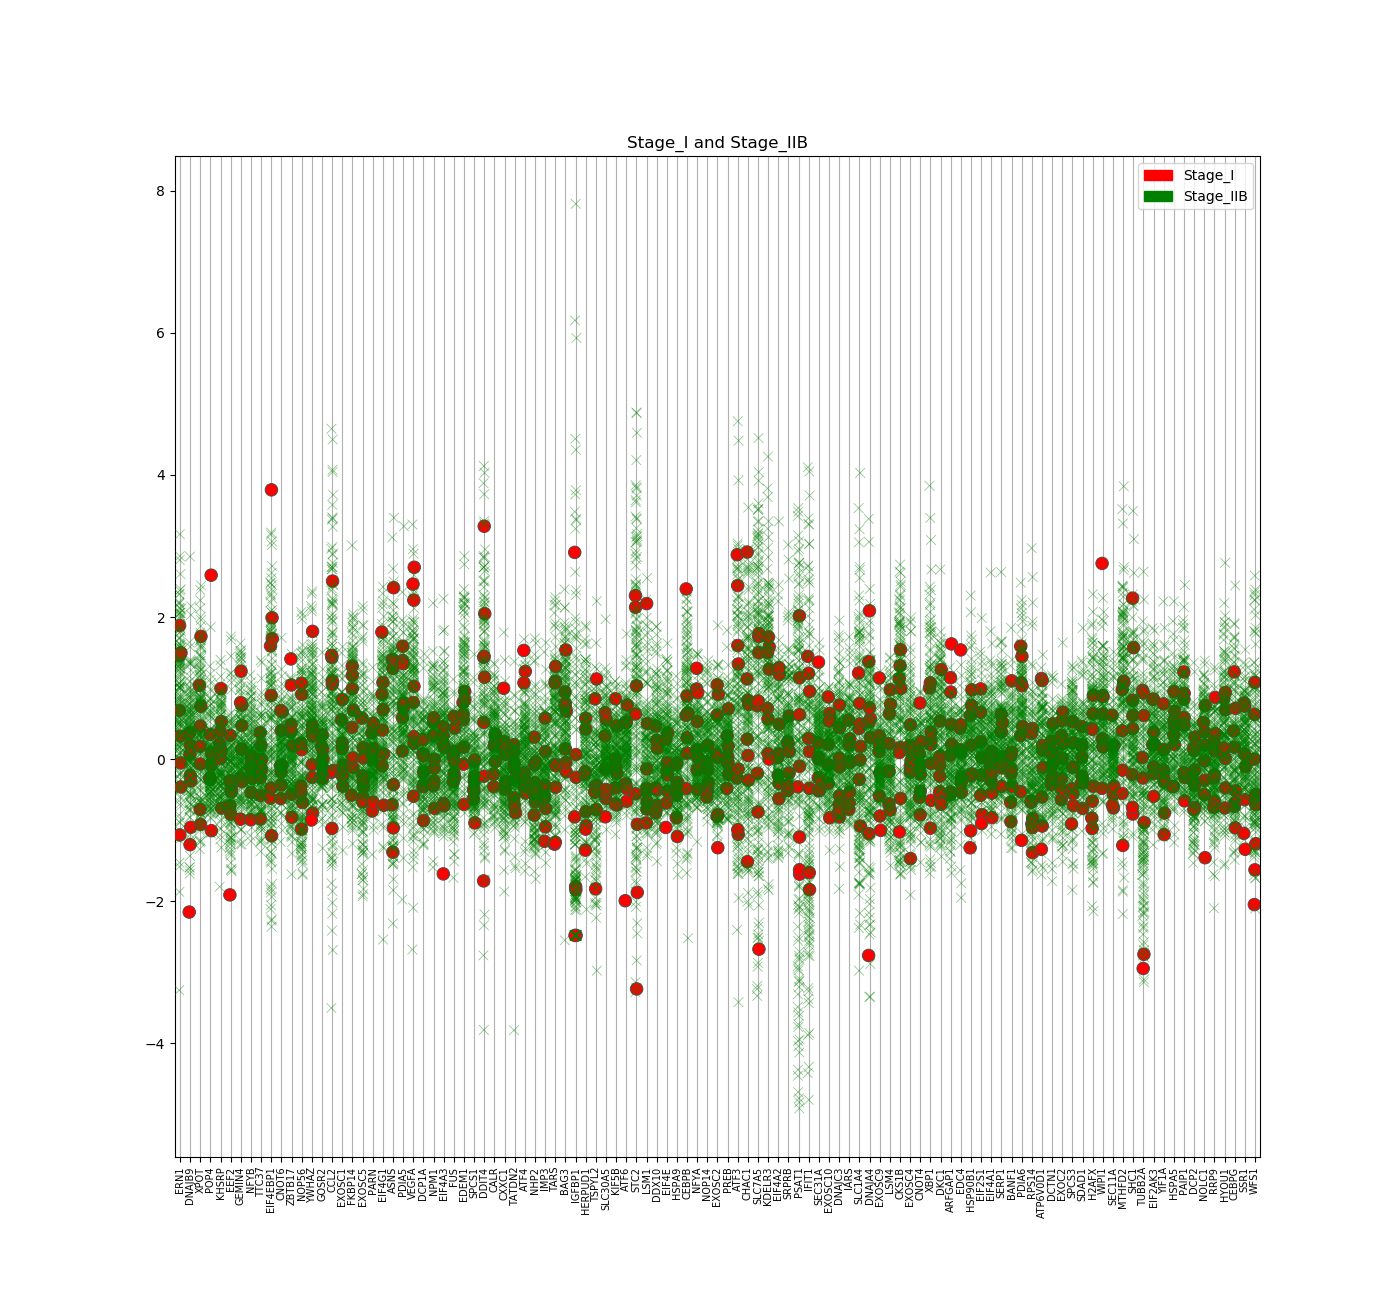 Stage_I and Stage_IIB
Stage_I
Stage_IIB
8
6
4
2
0
−2
−4
ERN1
DNAJB9
XPOT
POP4
KHSRP
EEF2
GEMIN4
NFYB
TTC37
EIF4EBP1
CNOT6
ZBTB17
NOP56
YWHAZ
GOSR2
CCL2
EXOSC1
FKBP14
EXOSC5
PARN
EIF4G1
ASNS
PDIA5
VEGFA
DCP1A
NPM1
EIF4A3
FUS
EDEM1
SPCS1
DDIT4
CALR
CXXC1
TATDN2
ATF4
NHP2
IMP3
TARS
BAG3
IGFBP1
HERPUD1
TSPYL2
SLC30A5
KIF5B
ATF6
STC2
LSM1
DDX10
EIF4E
HSPA9
CEBPB
NFYA
NOP14
EXOSC2
PREB
ATF3
CHAC1
SLC7A5
KDELR3
EIF4A2
SRPRB
PSAT1
IFIT1
SEC31A
EXOSC10
DNAJC3
IARS
SLC1A4
DNAJA4
EXOSC9
LSM4
CKS1B
EXOSC4
CNOT4
XBP1
DKC1
ARFGAP1
EDC4
HSP90B1
EIF2S1
EIF4A1
SERP1
BANF1
PDIA6
RPS14
ATP6V0D1
DCTN1
EXOC2
SPCS3
SDAD1
H2AFX
WIPI1
SEC11A
MTHFD2
SHC1
TUBB2A
EIF2AK3
YIF1A
HSPA5
PAIP1
DCP2
NOLC1
RRP9
HYOU1
CEBPG
SSR1
WFS1